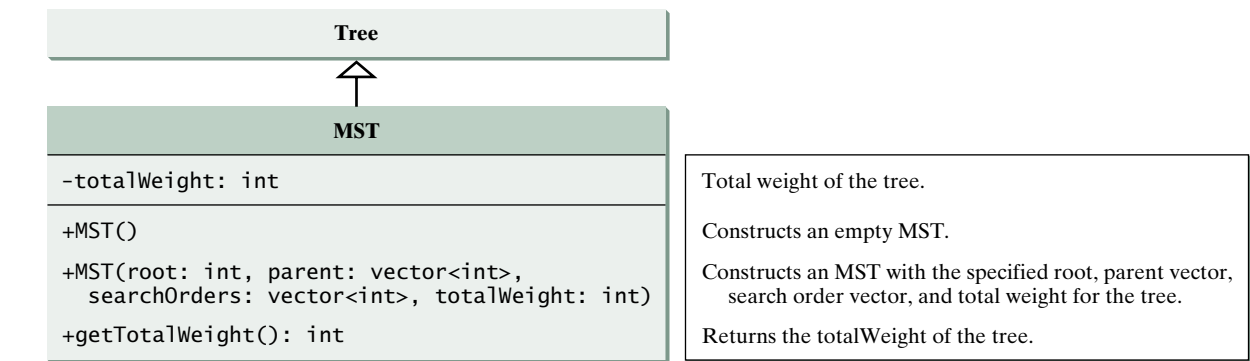 Tree
MST
-totalWeight: int
Total weight of the tree.
+MST()
Constructs an empty MST.
+MST(root: int, parent: vector<int>,
searchOrders: vector<int>, totalWeight: int)
Constructs an MST with the specified root, parent vector,
search order vector, and total weight for the tree.
+getTotalWeight(): int
Returns the totalWeight of the tree.